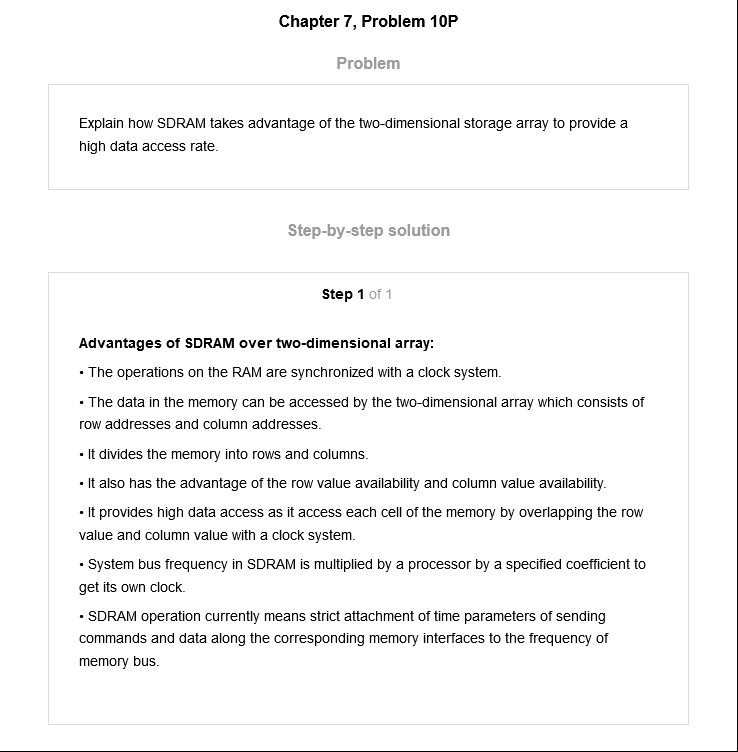 Chapter 7, Problem 10P
Problem
Explain how SDRAM takes advantage of the two-dimensional storage array to provide a
high data access rate.
Step-by-step solution
Step 1 of 1
Advantages of SDRAM over two-dimensional array:
• The operations on the RAM are synchronized with a clock system.
• The data in the memory can be accessed by the two-dimensional array which consists of
row addresses and column addresses.
• It divides the memory into rows and columns.
• It also has the advantage of the row value availability and column value availability.
• It provides high data access as it access each cell of the memory by overlapping the row
value and column value with a clock system.
• System bus frequency in SDRAM is multiplied by a processor by a specified coefficient to
get its own clock.
• SDRAM operation currently means strict attachment of time parameters of sending
commands and data along the corresponding memory interfaces to the frequency of
memory bus.